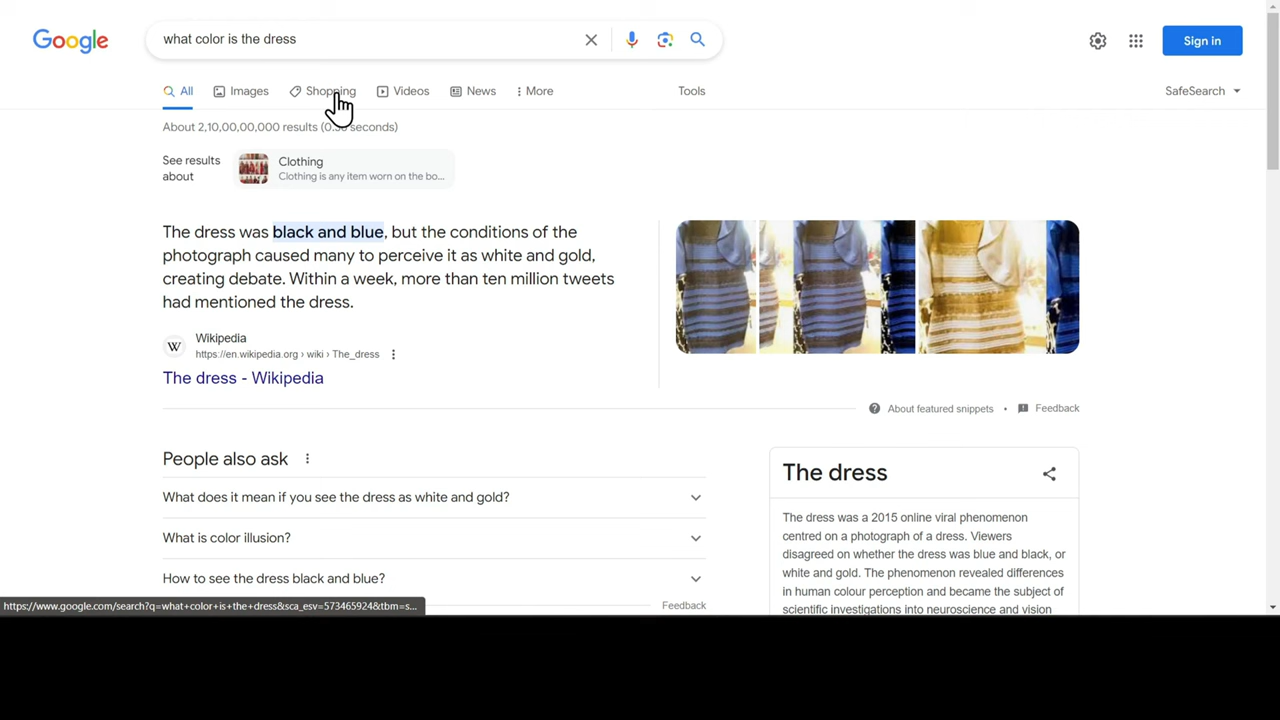 Google
what color is the dress
Sign in
All Images Shopping Videos News More Tools SafeSearch
About 2,10,00,00,000 results (0. seconds)
See results about
Clothing
Clothing is any item worn on the bo...
The dress was black and blue, but the conditions of the
photograph caused many to perceive it as white and gold,
creating debate. Within a week, more than ten million tweets
had mentioned the dress.
W
Wikipedia
https://en.wikipedia.org › wiki › The_dress
The dress - Wikipedia
About featured snippets • Feedback
People also ask
What does it mean if you see the dress as white and gold?
What is color illusion?
How to see the dress black and blue?
Feedback
The dress
The dress was a 2015 online viral phenomenon
centred on a photograph of a dress. Viewers
disagreed on whether the dress was blue and black, or
white and gold. The phenomenon revealed differences
in human colour perception and became the subject of
scientific investigations into neuroscience and vision
https://www.google.com/search?q=what+color+is+the+dress&sca_esv=573465924&tbm=s...